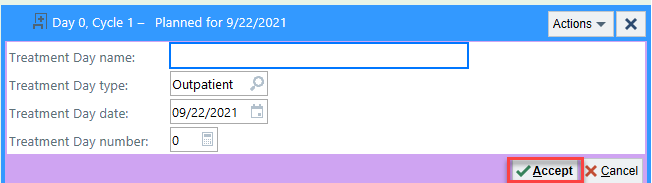 Day 0, Cycle 1 – Planned for 9/22/2021 Actions
Treatment Day name:
Treatment Day type: Outpatient
Treatment Day date: 09/22/2021
Treatment Day number: 0
Accept Cancel